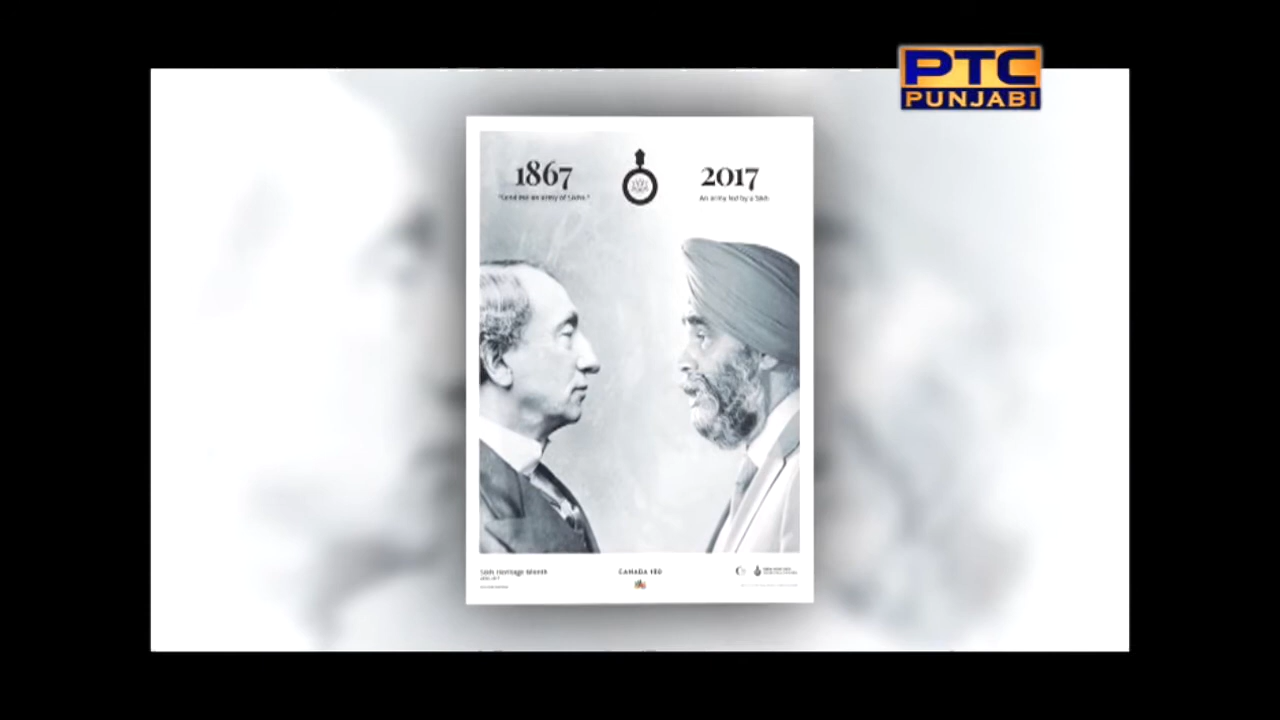 PTC
PUNJABI
1867
"Send me an army of Sikhs."
2017
An army led by a Sikh
Sikh Heritage Month
CANADA 150